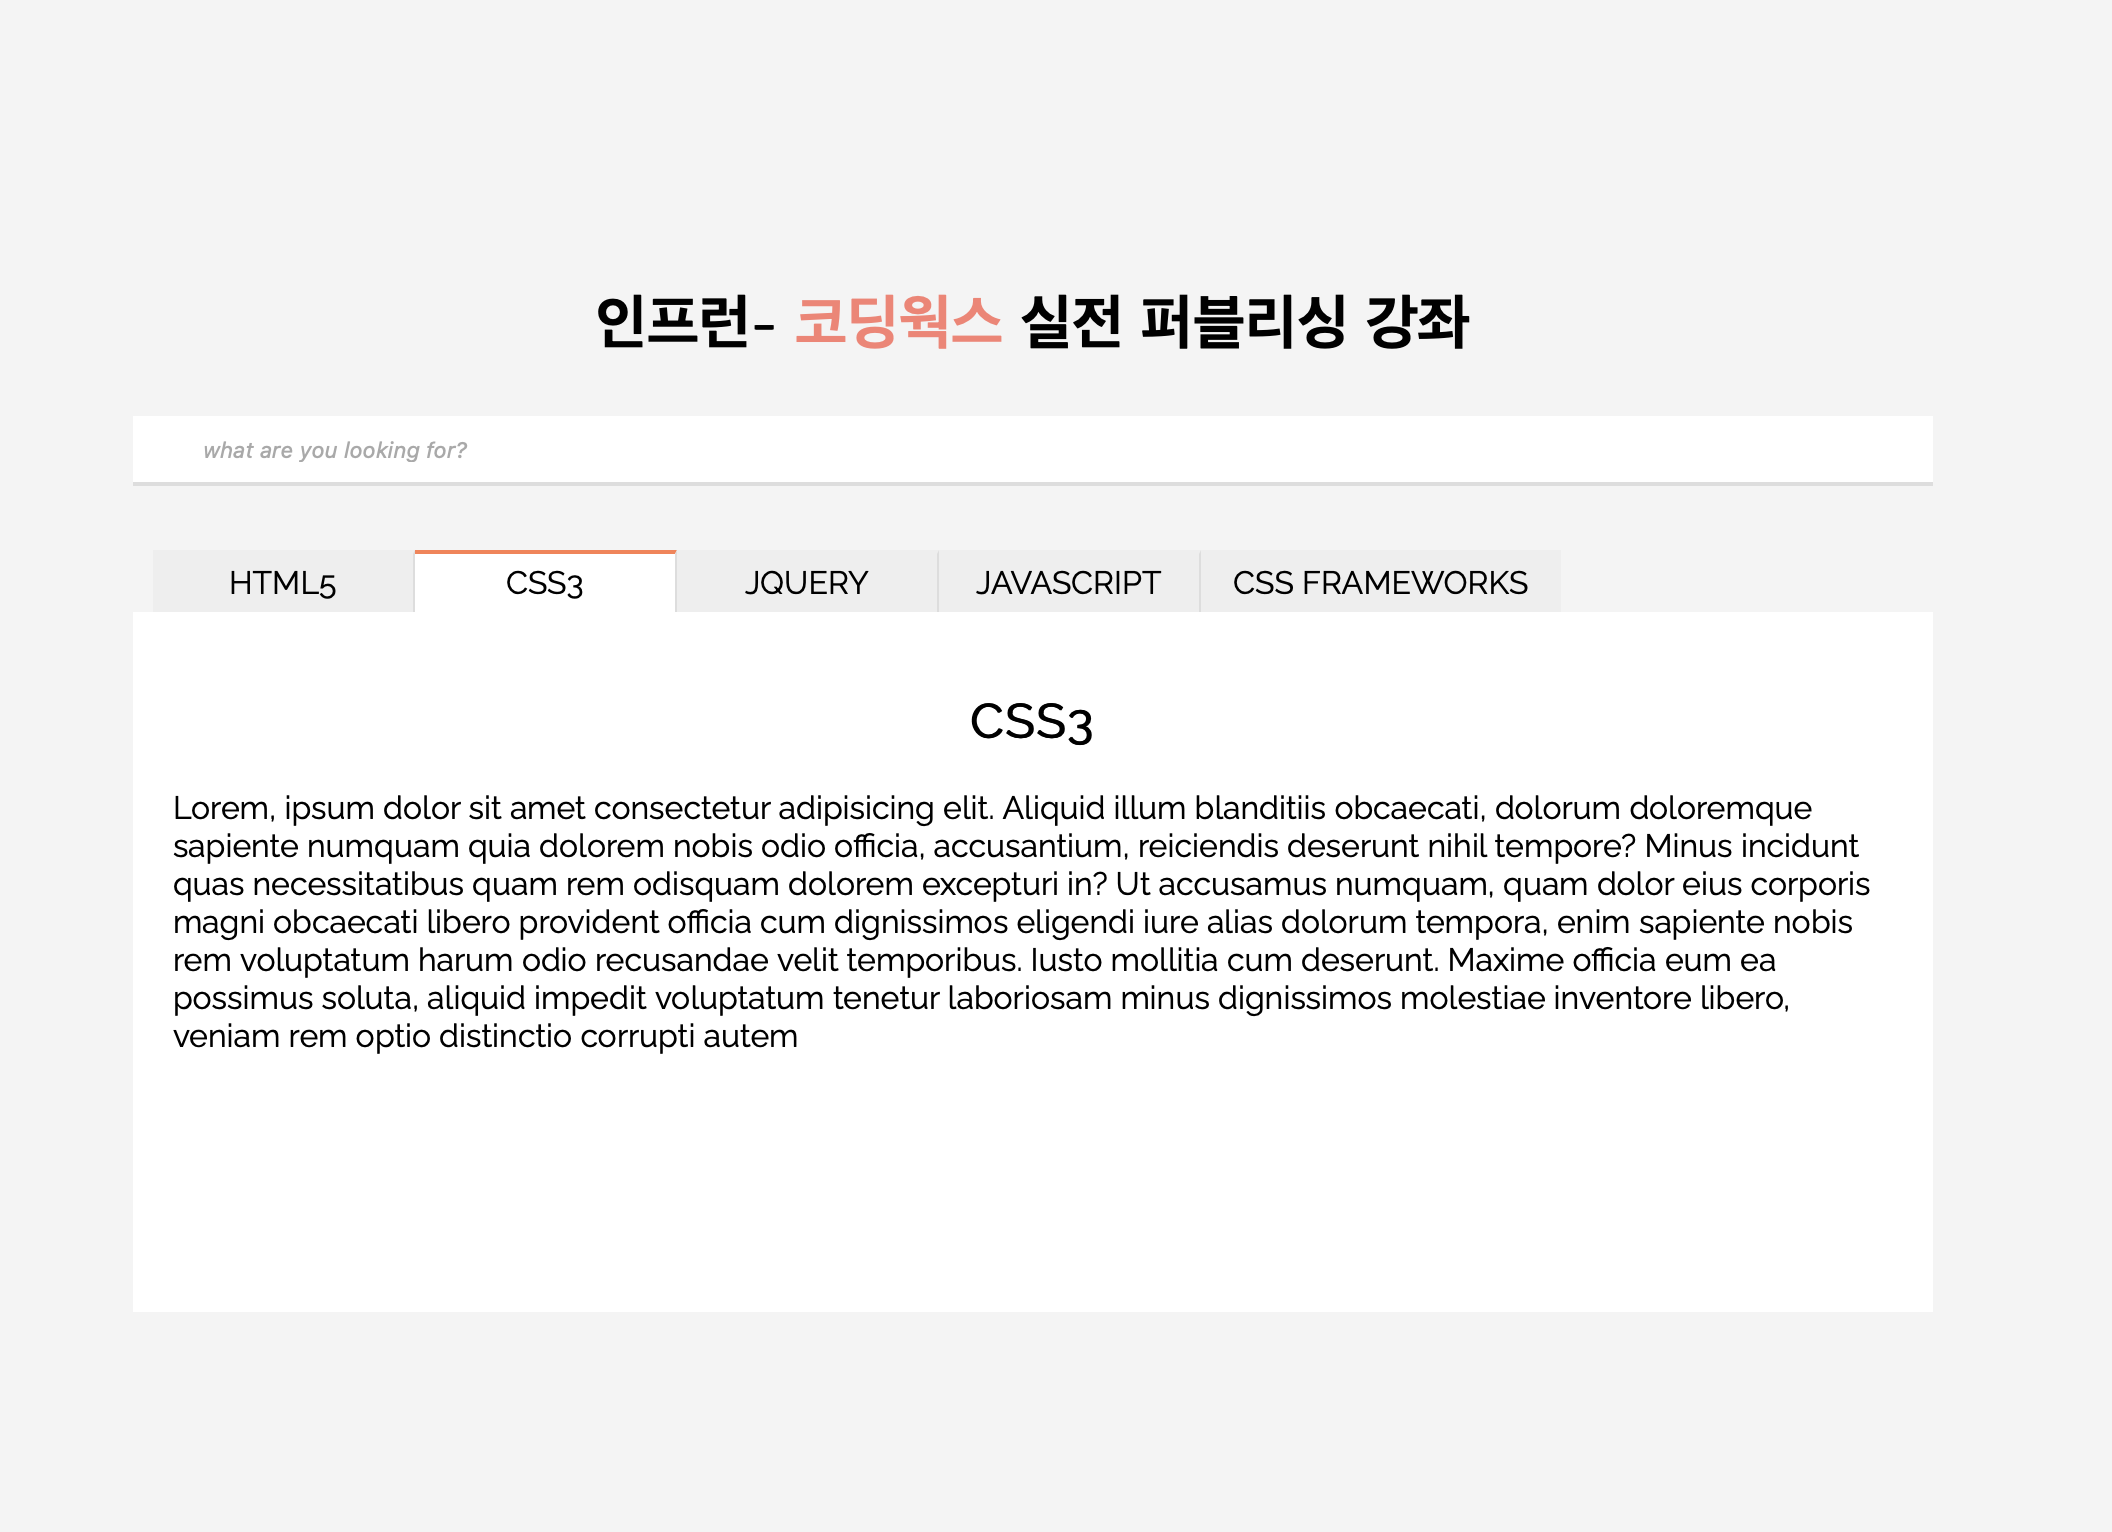 인프런- 코딩웍스 실전 퍼블리싱 강좌
what are you looking for?
HTML5 CSS3 JQUERY JAVASCRIPT CSS FRAMEWORKS
CSS3
Lorem, ipsum dolor sit amet consectetur adipisicing elit. Aliquid illum blanditiis obcaecati, dolorum doloremque
sapiente numquam quia dolorem nobis odio officia, accusantium, reiciendis deserunt nihil tempore? Minus incidunt
quas necessitatibus quam rem odisquam dolorem excepturi in? Ut accusamus numquam, quam dolor eius corporis
magni obcaecati libero provident officia cum dignissimos eligendi iure alias dolorum tempora, enim sapiente nobis
rem voluptatum harum odio recusandae velit temporibus. Iusto mollitia cum deserunt. Maxime officia eum ea
possimus soluta, aliquid impedit voluptatum tenetur laboriosam minus dignissimos molestiae inventore libero,
veniam rem optio distinctio corrupti autem